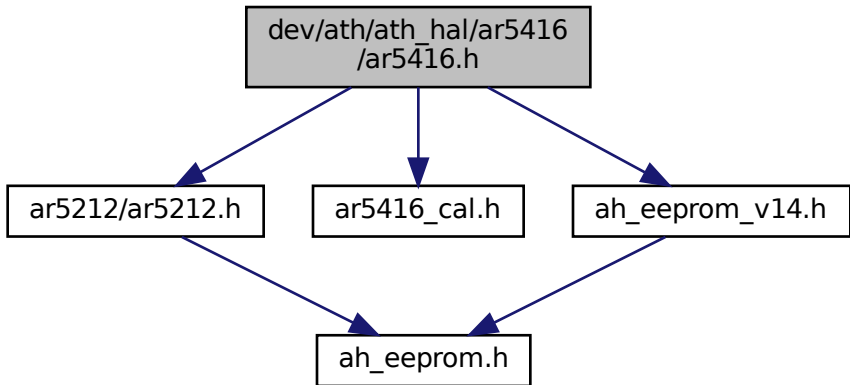 dev/ath/ath_hal/ar5416
/ar5416.h
ar5212/ar5212.h
ar5416_cal.h
ah_eeprom_v14.h
ah_eeprom.h